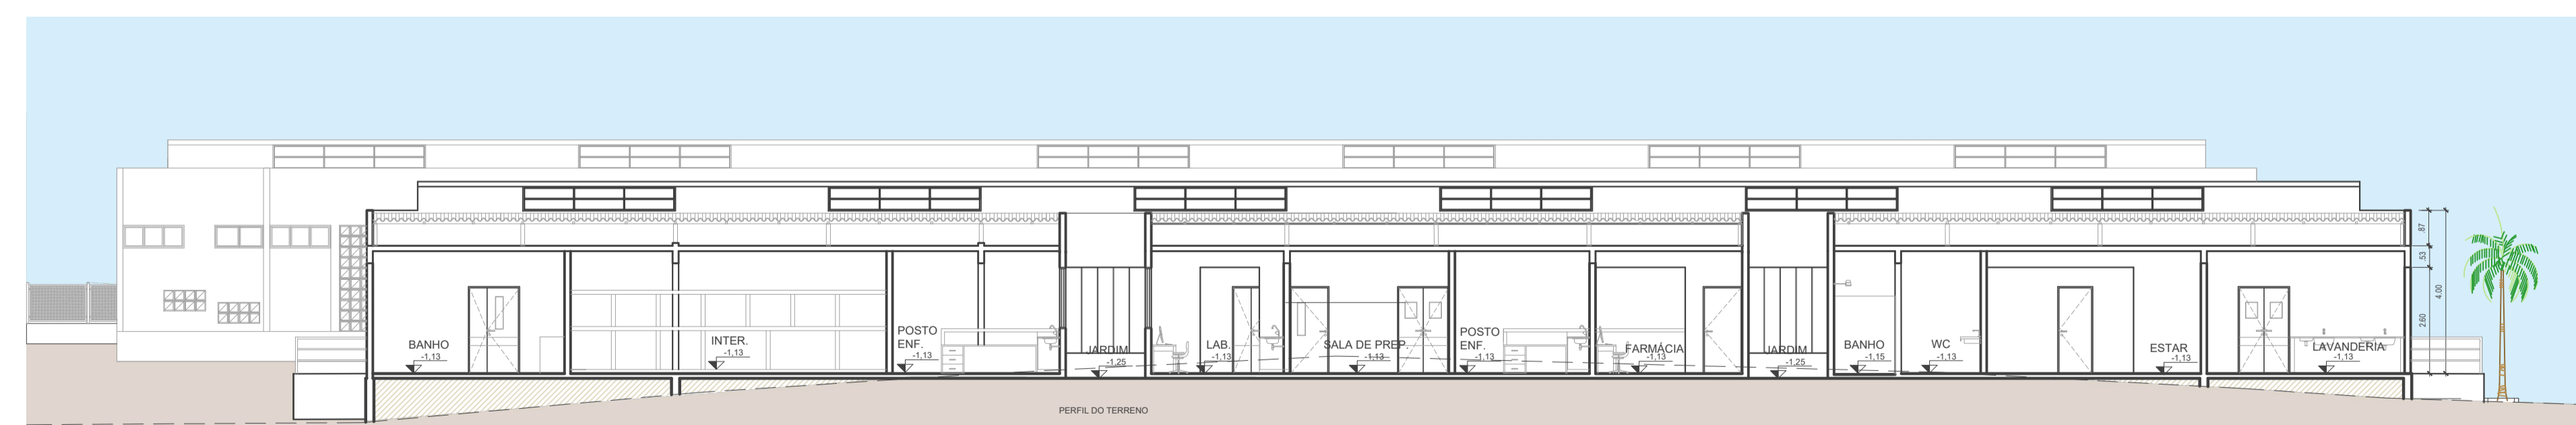 BANHO
-1,13
INTER.
-1,13
POSTO
ENF.
-1,13
JARDIM
-1,25
LAB.
-1,13
SALA DE PREP.
-1,13
POSTO
ENF.
-1,13
FARMÁCIA
-1,13
JARDIM
-1,25
BANHO
-1,15
WC
-1,13
ESTAR
-1,13
LAVANDERIA
-1,13
.87
.53
2.60
4.00
PERFIL DO TERRENO